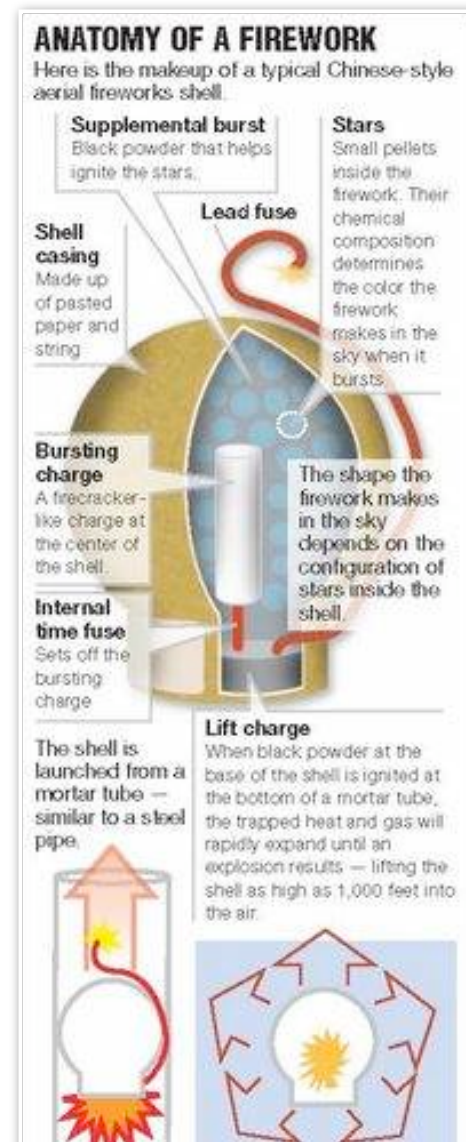 ANATOMY OF A FIREWORK
Here is the makeup of a typical Chinese-style
aerial fireworks shell.
Supplemental burst
Black powder that helps
ignite the stars.
Stars
Small pellets
inside the
firework. Their
chemical
composition
determines
the color the
firework
makes in the
sky when it
bursts
Lead fuse
Shell
casing
Made up
of pasted
paper and
string
Bursting
charge
A firecracker-
like charge at
the center of
the shell.
The shape the
firework makes
in the sky
depends on the
configuration of
stars inside the
shell.
Internal
time fuse
Sets off the
bursting
charge
Lift charge
When black powder at the
base of the shell is ignited at
the bottom of a mortar tube,
the trapped heat and gas will
rapidly expand until an
explosion results — lifting the
shell as high as 1,000 feet into
the air.
The shell is
launched from a
mortar tube —
similar to a steel
pipe.